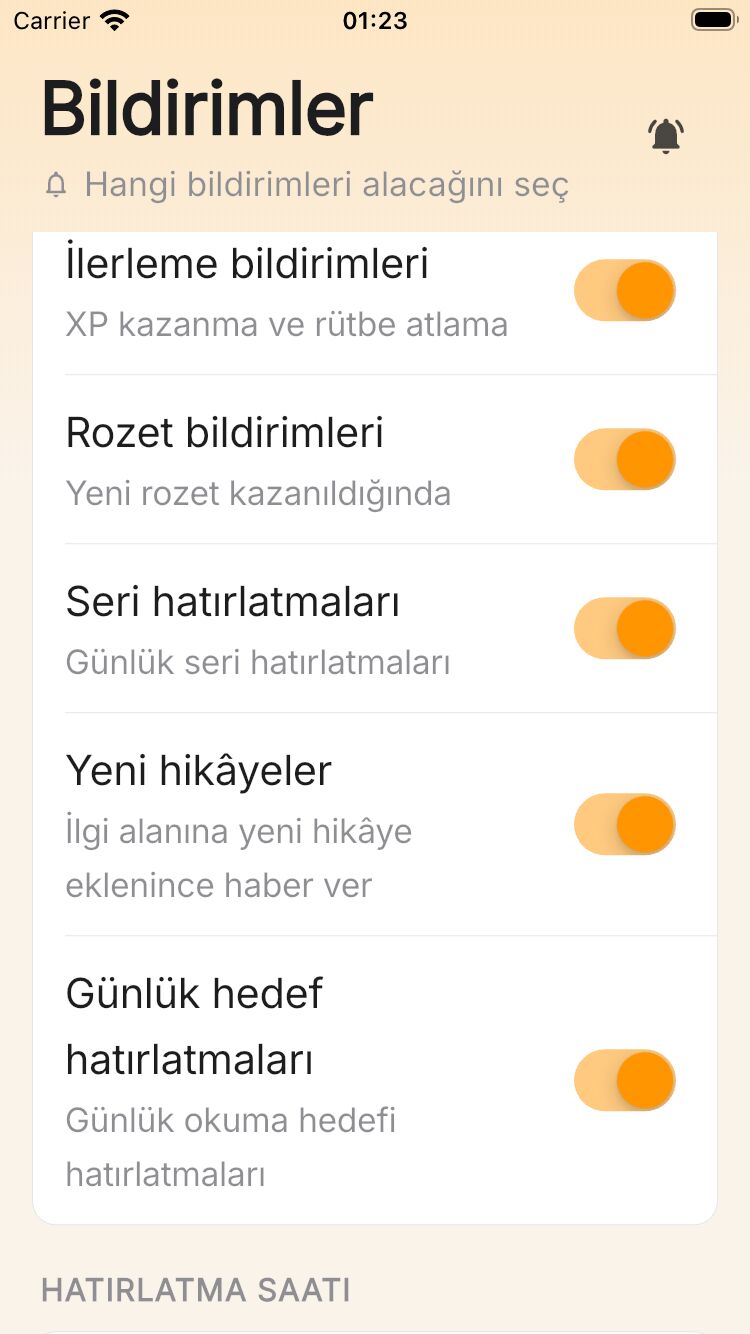 Carrier
01:23
Bildirimler
Hangi bildirimleri alacağını seç
İlerleme bildirimleri
XP kazanma ve rütbe atlama
Rozet bildirimleri
Yeni rozet kazanıldığında
Seri hatırlatmaları
Günlük seri hatırlatmaları
Yeni hikâyeler
İlgi alanına yeni hikâye
eklenince haber ver
Günlük hedef
hatırlatmaları
Günlük okuma hedefi
hatırlatmaları
HATIRLATMA SAATI